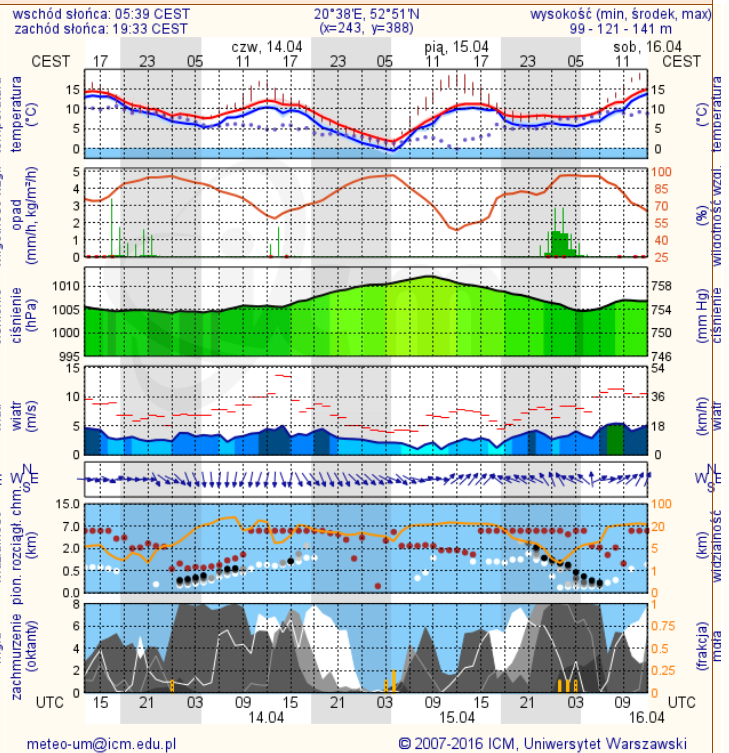 wschód słońca: 05:39 CEST 20°38'E, 52°51'N wysokość (min, środek, max)
zachód słońca: 19:33 CEST (x=243, y=388) 99 - 121 - 141 m
czw, 14.04 pią, 15.04 sob, 16.04
CEST 17 23 05 11 17 23 05 11 17 23 05 11 CEST
temperatura (°C) 15 10 5 0 15 10 5 0 (°C) temperatura
opad (mm/h, kg/m²/h) 5 4 3 2 1 0 100 85 70 55 40 25 (%) wilgotność wzgl.
ciśnienie (hPa) 1010 1005 1000 995 758 754 750 746 (mm Hg) ciśnienie
wiatr (m/s) 15 10 5 0 54 36 18 0 (km/h) wiatr
N W E S N W E S
pion. rozciągł. chm. (km) 15.0 7.0 2.0 0.5 0.0 100 20 5 1 0 (km) widzialność
zachmurzenie (oktanty) 8 6 4 2 0 1 0.75 0.5 0.25 0 (frakcja) mgła
UTC 15 21 03 09 15 21 03 09 15 21 03 09 UTC
14.04 15.04 16.04
meteo-um@icm.edu.pl © 2007-2016 ICM, Uniwersytet Warszawski